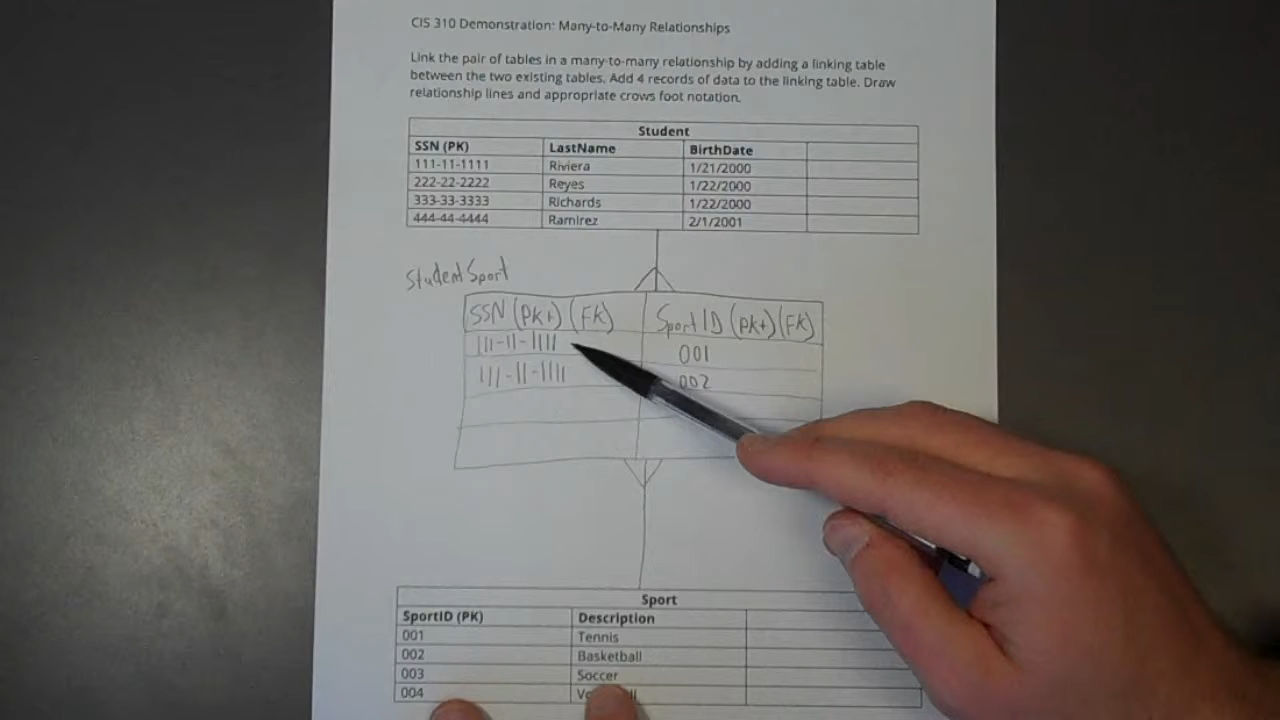 CIS 310 Demonstration: Many-to-Many Relationships
Link the pair of tables in a many-to-many relationship by adding a linking table
between the two existing tables. Add 4 records of data to the linking table. Draw
relationship lines and appropriate crows foot notation.
Student
SSN (PK) LastName BirthDate
111-11-1111 Riviera 1/21/2000
222-22-2222 Reyes 1/22/2000
333-33-3333 Richards 1/22/2000
444-44-4444 Ramirez 2/1/2001
StudentSport
SSN (PK+) (FK) SportID (PK+) (FK)
111-11-1111 001
111-11-1111 002
Sport
SportID (PK) Description
001 Tennis
002 Basketball
003 Soccer
004